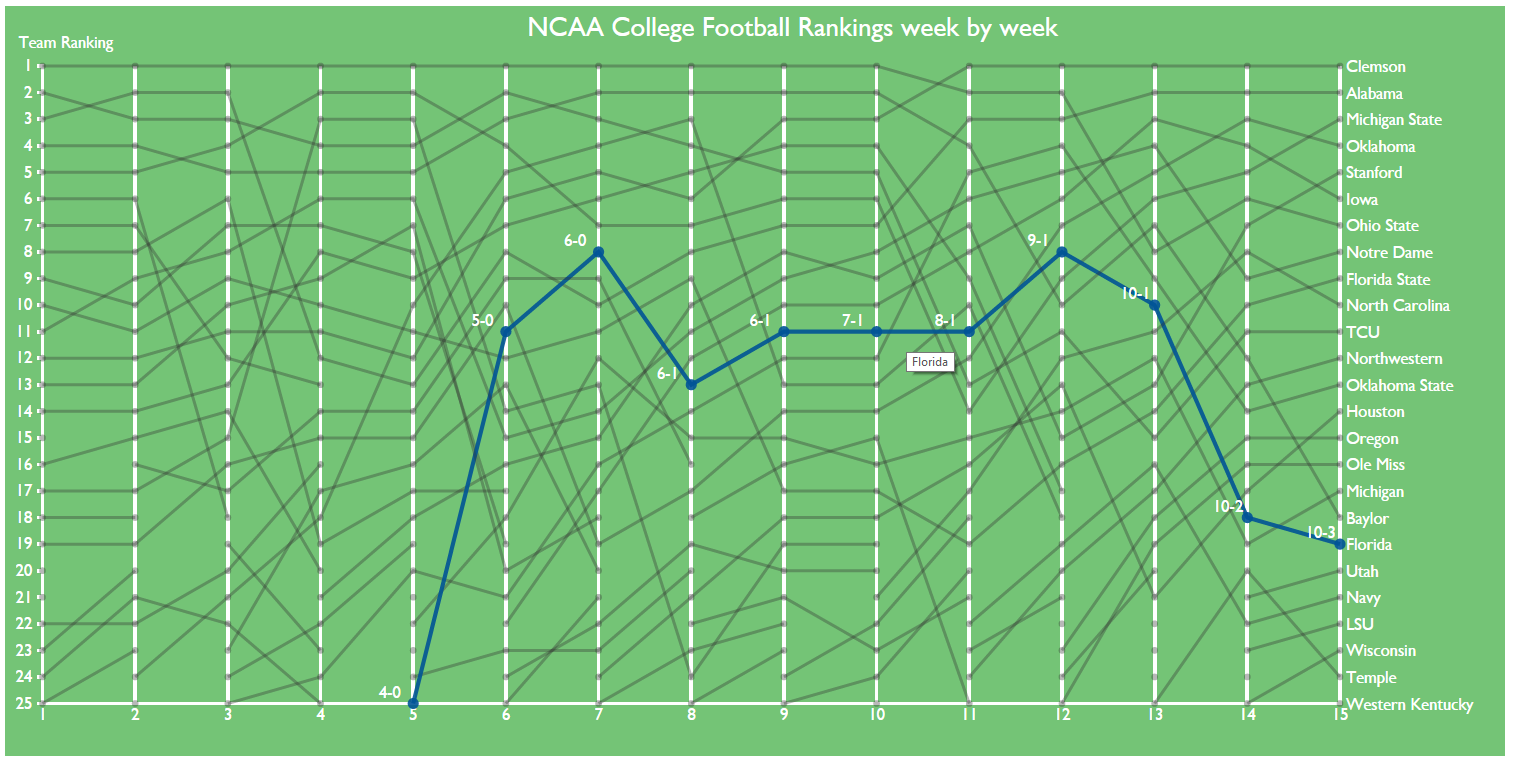 NCAA College Football Rankings week by week
Team Ranking
1 Clemson
2 Alabama
3 Michigan State
4 Oklahoma
5 Stanford
6 Iowa
7 Ohio State
6-0 9-1
8 Notre Dame
9 Florida State
10-1
10 North Carolina
5-0 6-1 7-1 8-1
11 TCU
Florida
12 Northwestern
6-1
13 Oklahoma State
14 Houston
15 Oregon
16 Ole Miss
17 Michigan
10-2
18 Baylor
10-3
19 Florida
20 Utah
21 Navy
22 LSU
23 Wisconsin
24 Temple
4-0
25 Western Kentucky
1 2 3 4 5 6 7 8 9 10 11 12 13 14 15